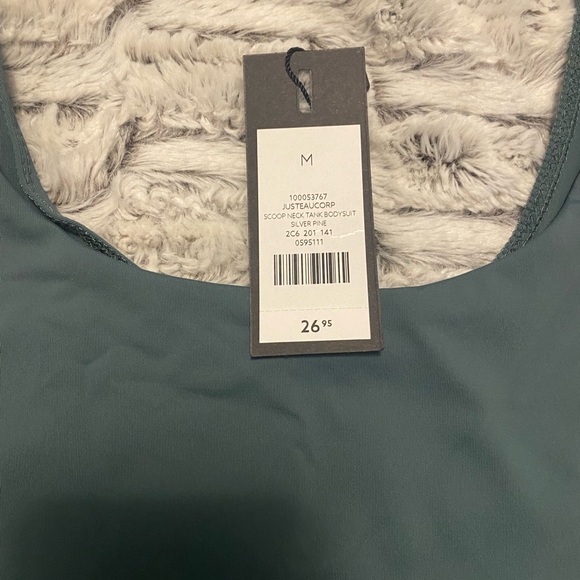 M
100053767
JUSTEAUCORP
SCOOP NECK TANK BODYSUIT
SILVER PINE
2C6 201 141
0595111
26 95